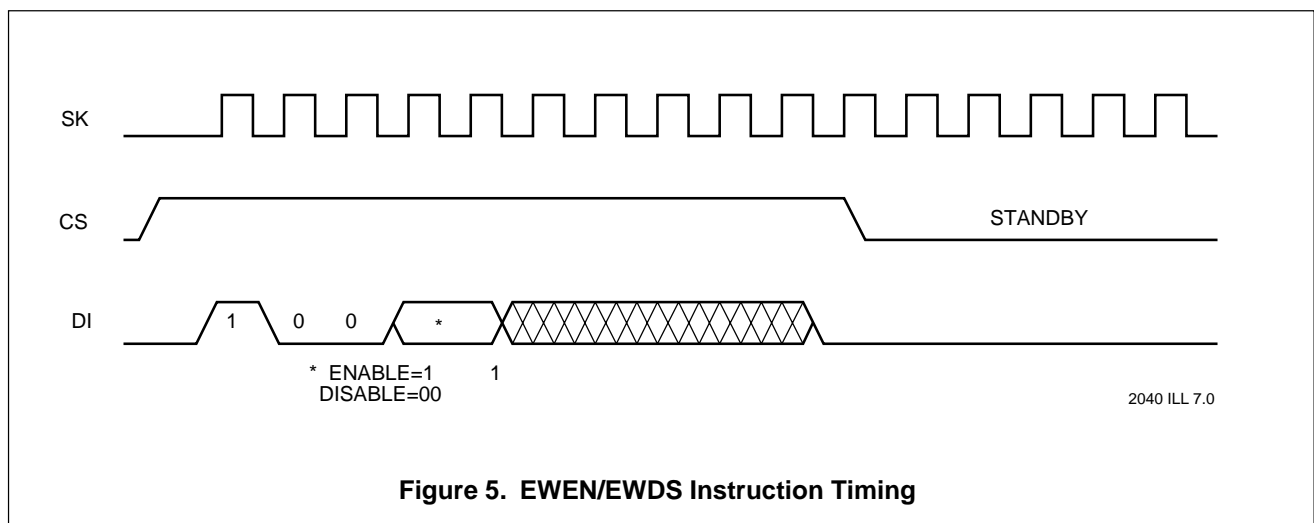 SK
CS
STANDBY
DI
1 0 0 *
* ENABLE=1 1
DISABLE=00
2040 ILL 7.0
Figure 5. EWEN/EWDS Instruction Timing